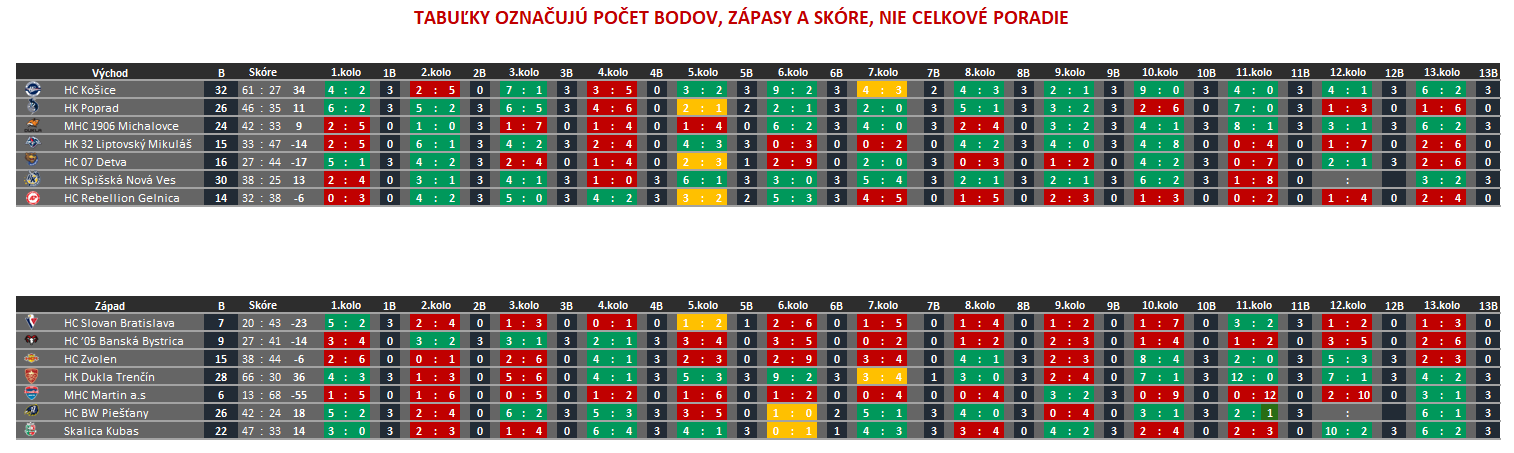 TABUĽKY OZNAČUJÚ POČET BODOV, ZÁPASY A SKÓRE, NIE CELKOVÉ PORADIE
Východ B Skóre 1.kolo 1B 2.kolo 2B 3.kolo 3B 4.kolo 4B 5.kolo 5B 6.kolo 6B 7.kolo 7B 8.kolo 8B 9.kolo 9B 10.kolo 10B 11.kolo 11B 12.kolo 12B 13.kolo 13B
HC Košice 32 61 : 27 34 4 : 2 3 2 : 5 0 7 : 1 3 3 : 5 0 3 : 2 3 9 : 2 3 4 : 3 2 4 : 3 3 2 : 1 3 9 : 0 3 4 : 0 3 4 : 1 3 6 : 2 3
HK Poprad 26 46 : 35 11 6 : 2 3 5 : 2 3 6 : 5 3 4 : 6 0 2 : 1 2 2 : 1 3 2 : 0 3 5 : 1 3 3 : 2 3 2 : 6 0 7 : 0 3 1 : 3 0 1 : 6 0
MHC 1906 Michalovce 24 42 : 33 9 2 : 5 0 1 : 0 3 1 : 7 0 1 : 4 0 1 : 4 0 6 : 2 3 4 : 0 3 2 : 4 0 3 : 2 3 4 : 1 3 8 : 1 3 3 : 1 3 6 : 2 3
HK 32 Liptovský Mikuláš 15 33 : 47 -14 2 : 5 0 6 : 1 3 4 : 2 3 2 : 4 0 4 : 3 3 0 : 3 0 0 : 2 0 4 : 2 3 4 : 0 3 4 : 8 0 0 : 4 0 1 : 7 0 2 : 6 0
HC 07 Detva 16 27 : 44 -17 5 : 1 3 4 : 2 3 2 : 4 0 1 : 4 0 2 : 3 1 2 : 9 0 2 : 0 3 0 : 3 0 1 : 2 0 4 : 2 3 0 : 7 0 2 : 1 3 2 : 6 0
HK Spišská Nová Ves 30 38 : 25 13 2 : 4 0 3 : 1 3 4 : 1 3 1 : 0 3 6 : 1 3 3 : 0 3 5 : 4 3 2 : 1 3 2 : 1 3 6 : 2 3 1 : 8 0 : 3 : 2 3
HC Rebellion Gelnica 14 32 : 38 -6 0 : 3 0 4 : 2 3 5 : 0 3 4 : 2 3 3 : 2 2 5 : 3 3 4 : 5 0 1 : 5 0 2 : 3 0 1 : 3 0 0 : 2 0 1 : 4 0 2 : 4 0
Západ B Skóre 1.kolo 1B 2.kolo 2B 3.kolo 3B 4.kolo 4B 5.kolo 5B 6.kolo 6B 7.kolo 7B 8.kolo 8B 9.kolo 9B 10.kolo 10B 11.kolo 11B 12.kolo 12B 13.kolo 13B
HC Slovan Bratislava 7 20 : 43 -23 5 : 2 3 2 : 4 0 1 : 3 0 0 : 1 0 1 : 2 1 2 : 6 0 1 : 5 0 1 : 4 0 1 : 2 0 1 : 7 0 3 : 2 3 1 : 2 0 1 : 3 0
HC '05 Banská Bystrica 9 27 : 41 -14 3 : 4 0 3 : 2 3 3 : 1 3 2 : 1 3 3 : 4 0 3 : 5 0 2 : 5 0 1 : 2 0 2 : 3 0 1 : 4 0 1 : 2 0 3 : 5 0 2 : 6 0
HC Zvolen 15 38 : 44 -6 2 : 6 0 0 : 1 0 2 : 6 0 4 : 1 3 2 : 3 0 2 : 9 0 3 : 4 0 4 : 1 3 2 : 3 0 8 : 4 3 2 : 0 3 5 : 3 3 2 : 3 0
HK Dukla Trenčín 28 66 : 30 36 4 : 3 3 1 : 3 0 5 : 6 0 4 : 1 3 5 : 3 3 9 : 2 3 3 : 4 1 3 : 0 3 2 : 4 0 7 : 1 3 12 : 0 3 7 : 1 3 4 : 2 3
MHC Martin a.s 6 13 : 68 -55 1 : 5 0 1 : 6 0 0 : 5 0 1 : 2 0 1 : 6 0 1 : 2 0 0 : 4 0 0 : 4 0 3 : 2 3 0 : 9 0 0 : 12 0 2 : 10 0 3 : 1 3
HC BW Piešťany 26 42 : 24 18 5 : 2 3 2 : 4 0 6 : 2 3 5 : 3 3 3 : 5 0 1 : 0 2 5 : 1 3 4 : 0 3 0 : 4 0 3 : 1 3 2 : 1 3 : 6 : 1 3
Skalica Kubas 22 47 : 33 14 3 : 0 3 2 : 3 0 1 : 4 0 6 : 4 3 4 : 1 3 0 : 1 1 4 : 3 3 3 : 4 0 4 : 2 3 2 : 4 0 2 : 3 0 10 : 2 3 6 : 2 3